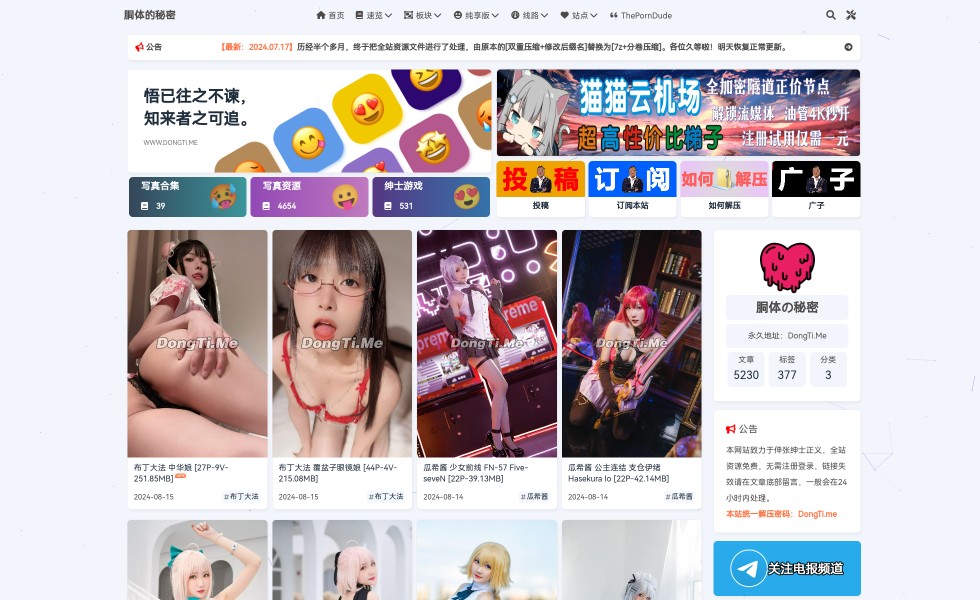 胴体的秘密
首页 速览 板块 纯享版 线路 站点 ThePornDude
公告
【最新：2024.07.17】历经半个多月，终于把全站资源文件进行了处理，由原本的[双重压缩+修改后缀名]替换为[7z+分卷压缩]。各位久等啦！明天恢复正常更新。
悟已往之不谏，
知来者之可追。
WWW.DONGTI.ME
猫猫云机场
全加密隧道正价节点
解锁流媒体 油管4K秒开
超高性价比梯子
注册试用仅需一元
写真合集
39
写真资源
4654
绅士游戏
531
投稿
订阅
如何解压
广子
投稿
订阅本站
如何解压
广子
DongTi.Me
DongTi.Me
DongTi.Me
DongTi.Me
布丁大法 中华娘 [27P-9V-
251.85MB]
2024-08-15
#布丁大法
布丁大法 覆盆子眼镜娘 [44P-4V-
215.08MB]
2024-08-15
#布丁大法
瓜希酱 少女前线 FN-57 Five-
seveN [22P-39.13MB]
2024-08-14
#瓜希酱
瓜希酱 公主连结 支仓伊绪
Hasekura Io [22P-42.14MB]
2024-08-14
#瓜希酱
胴体の秘密
永久地址：DongTi.Me
文章
5230
标签
377
分类
3
公告
本网站致力于伸张绅士正义，全站
资源免费，无需注册登录，链接失
效请在文章底部留言，一般会在24
小时内处理。
本站统一解压密码：DongTi.me
关注电报频道